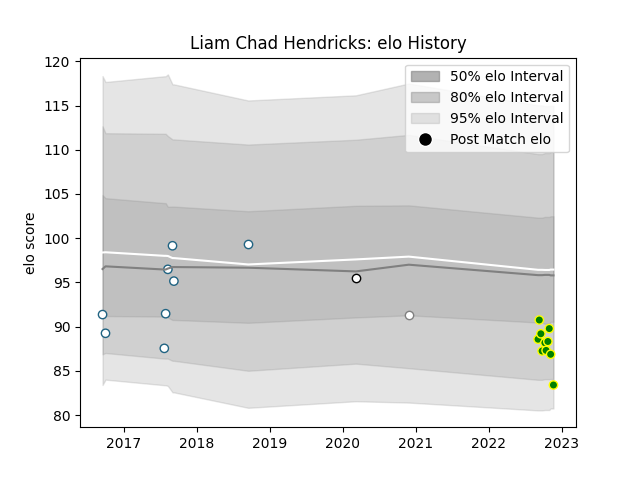 Liam Chad Hendricks: elo History
50% elo Interval
80% elo Interval
95% elo Interval
Post Match elo
elo score
120
115
110
105
100
95
90
85
80
2017 2018 2019 2020 2021 2022 2023